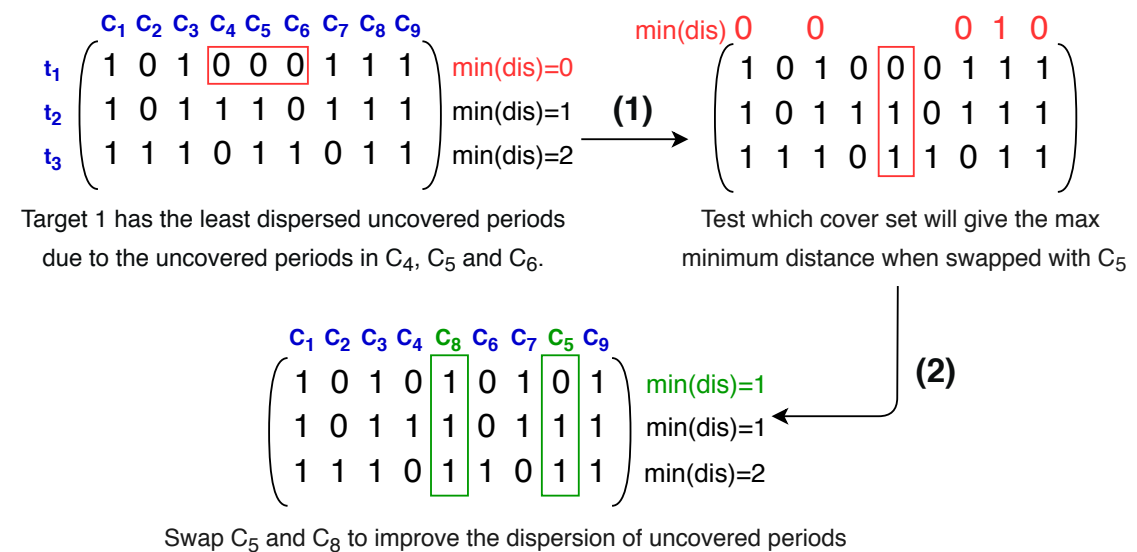 C1 C2 C3 C4 C5 C6 C7 C8 C9
t1 1 0 1 0 0 0 1 1 1 min(dis)=0
t2 1 0 1 1 1 0 1 1 1 min(dis)=1
t3 1 1 1 0 1 1 0 1 1 min(dis)=2
Target 1 has the least dispersed uncovered periods
due to the uncovered periods in C4, C5 and C6.
(1)
min(dis) 0 0 0 1 0
1 0 1 0 0 0 1 1 1
1 0 1 1 1 0 1 1 1
1 1 1 0 1 1 0 1 1
Test which cover set will give the max
minimum distance when swapped with C5
(2)
C1 C2 C3 C4 C8 C6 C7 C5 C9
1 0 1 0 1 0 1 0 1 min(dis)=1
1 0 1 1 1 0 1 1 1 min(dis)=1
1 1 1 0 1 1 0 1 1 min(dis)=2
Swap C5 and C8 to improve the dispersion of uncovered periods